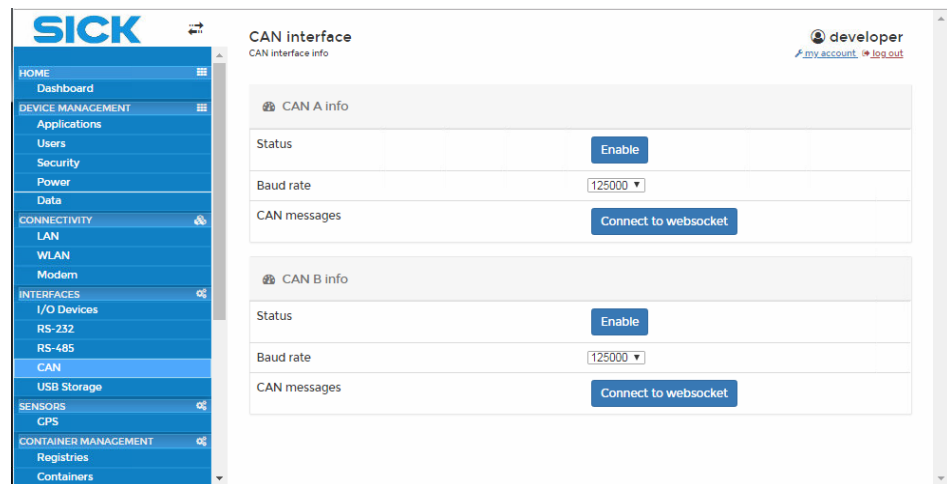 SICK
HOME
Dashboard
DEVICE MANAGEMENT
Applications
Users
Security
Power
Data
CONNECTIVITY
LAN
WLAN
Modem
INTERFACES
I/O Devices
RS-232
RS-485
CAN
USB Storage
SENSORS
GPS
CONTAINER MANAGEMENT
Registries
Containers
CAN interface
CAN interface info
developer
my account log out
CAN A info
Status Enable
Baud rate 125000
CAN messages Connect to websocket
CAN B info
Status Enable
Baud rate 125000
CAN messages Connect to websocket